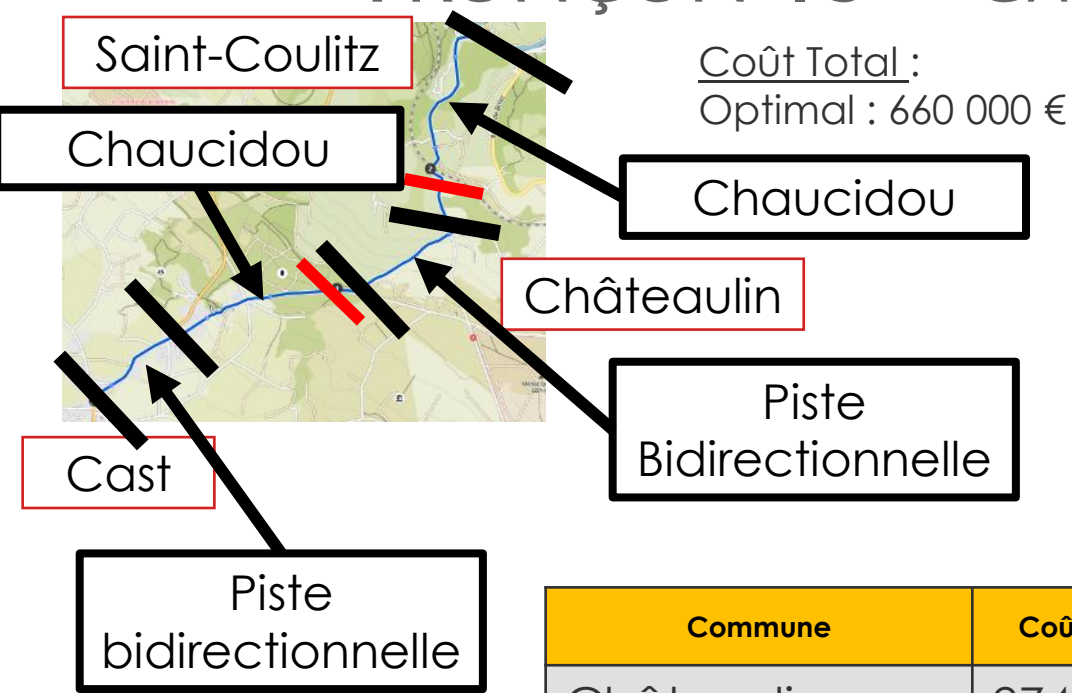 Saint-Coulitz
Coût Total :
Optimal : 660 000 €
Chaucidou
Chaucidou
Châteaulin
Piste
Bidirectionnelle
Cast
Piste
bidirectionnelle
Commune